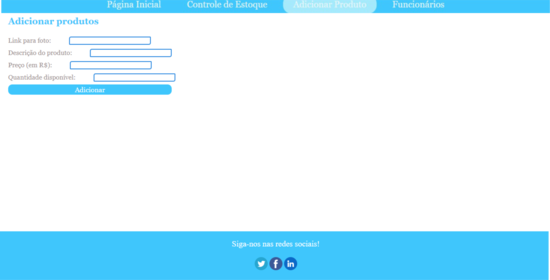 Página Inicial Controle de Estoque Adicionar Produto Funcionários
Adicionar produtos
Link para foto:
Descrição do produto:
Preço (em R$):
Quantidade disponível:
Adicionar
Siga-nos nas redes sociais!